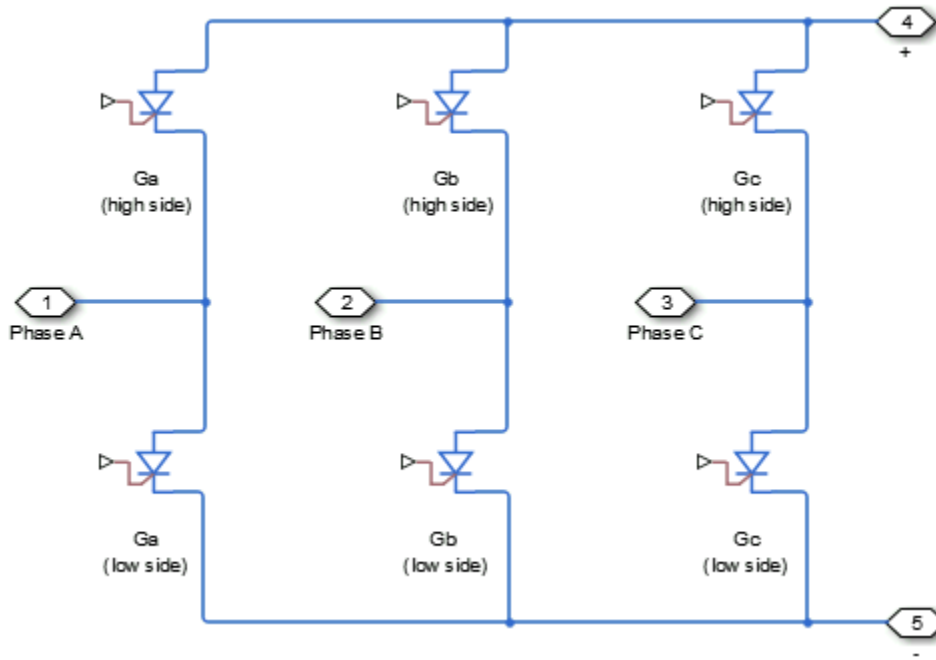 4
+
Ga
(high side)
Gb
(high side)
Gc
(high side)
1
Phase A
2
Phase B
3
Phase C
Ga
(low side)
Gb
(low side)
Gc
(low side)
5
-